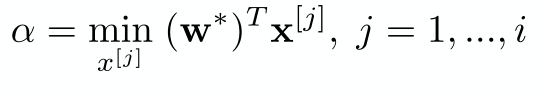 α = min_{x^{[j]}} (w*)^T x^{[j]}, j = 1, ..., i